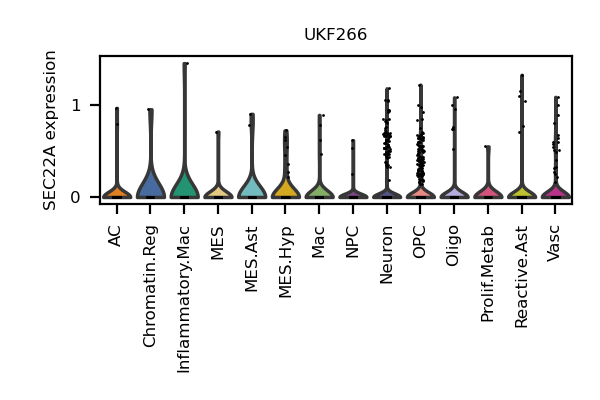 UKF266
SEC22A expression
1
0
AC
Chromatin.Reg
Inflammatory.Mac
MES
MES.Ast
MES.Hyp
Mac
NPC
Neuron
OPC
Oligo
Prolif.Metab
Reactive.Ast
Vasc